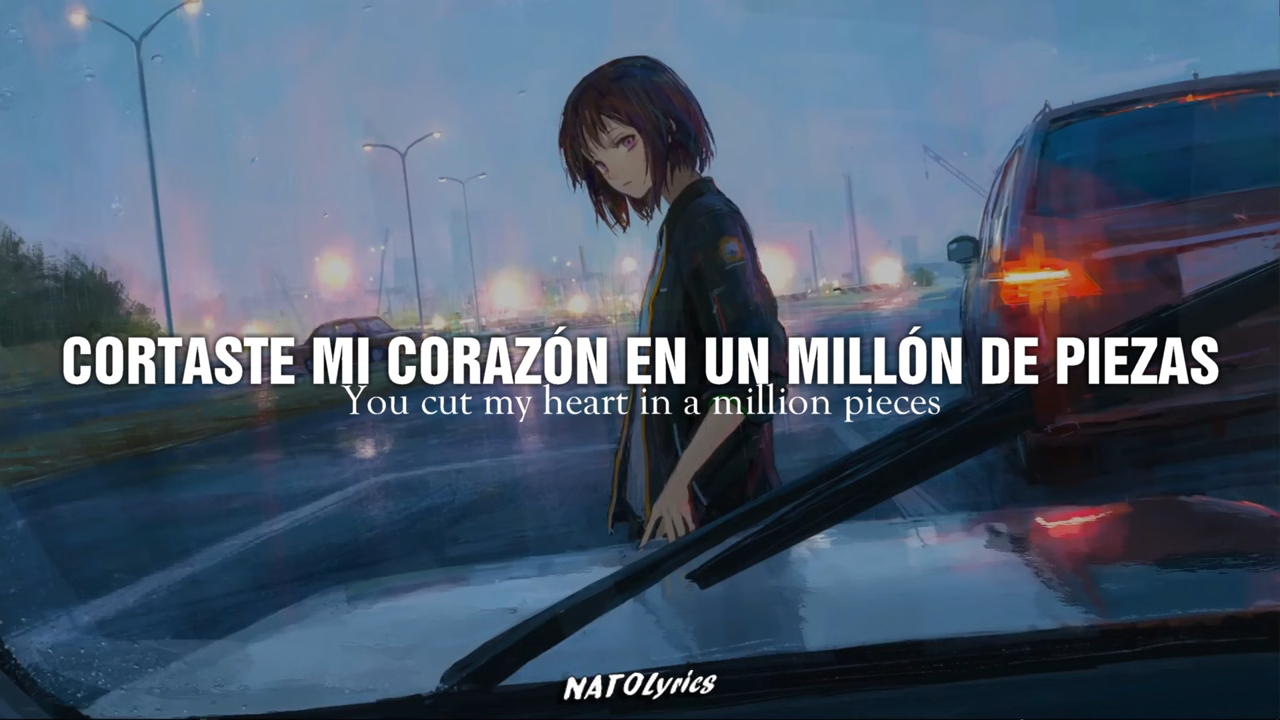 CORTASTE MI CORAZÓN EN UN MILLÓN DE PIEZAS
You cut my heart in a million pieces
NATOLyrics